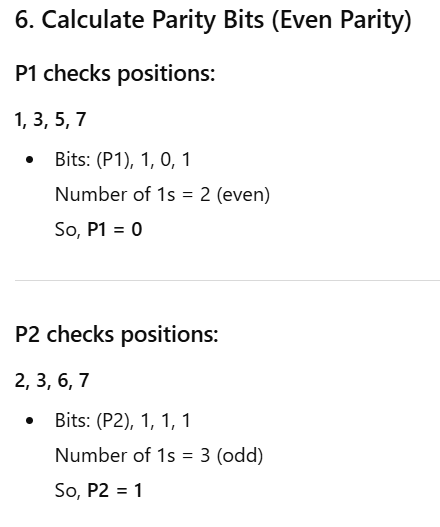 6. Calculate Parity Bits (Even Parity)
P1 checks positions:
1, 3, 5, 7
• Bits: (P1), 1, 0, 1
Number of 1s = 2 (even)
So, P1 = 0
P2 checks positions:
2, 3, 6, 7
• Bits: (P2), 1, 1, 1
Number of 1s = 3 (odd)
So, P2 = 1